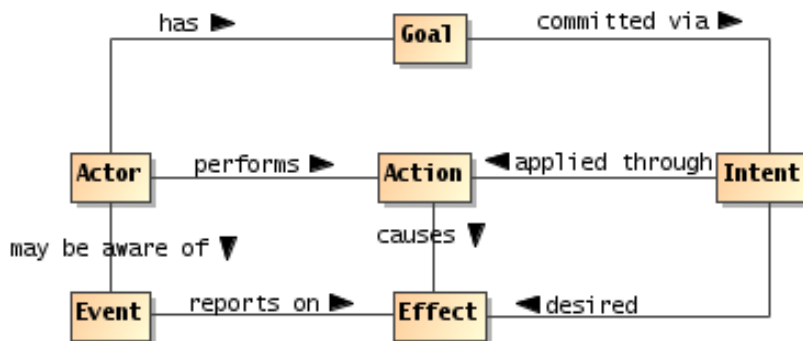 has
Goal
committed via
Actor
performs
Action
applied through
Intent
may be aware of
causes
Event
reports on
Effect
desired